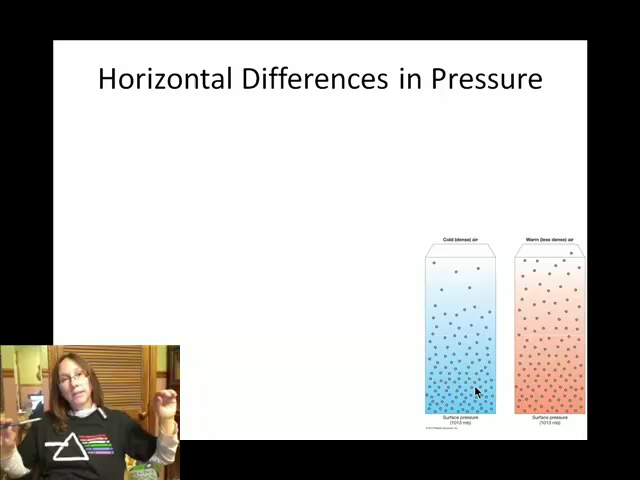 Horizontal Differences in Pressure
Cold (dense) air
Warm (less dense) air
Surface pressure
(1013 mb)
Surface pressure
(1013 mb)